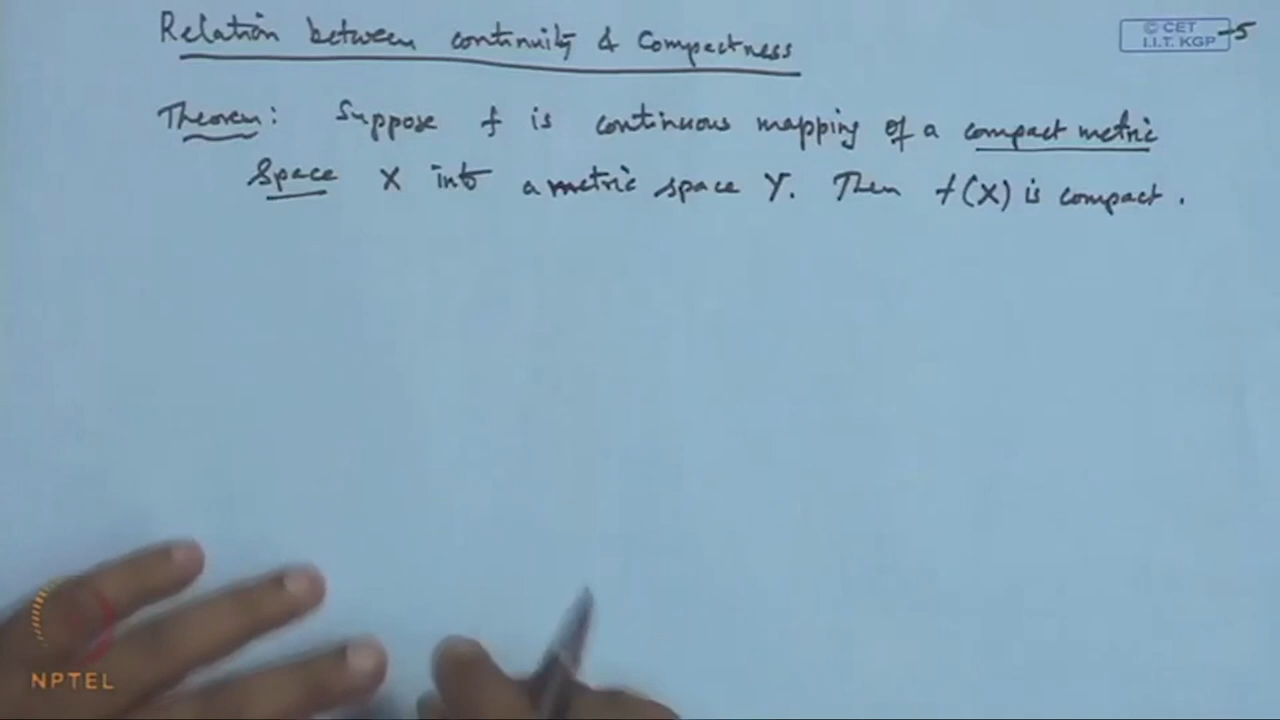 Relation between continuity & Compactness
© CET
I.I.T. KGP
5
Theorem: Suppose f is continuous mapping of a compact metric
Space X into a metric space Y. Then f(X) is compact.
NPTEL